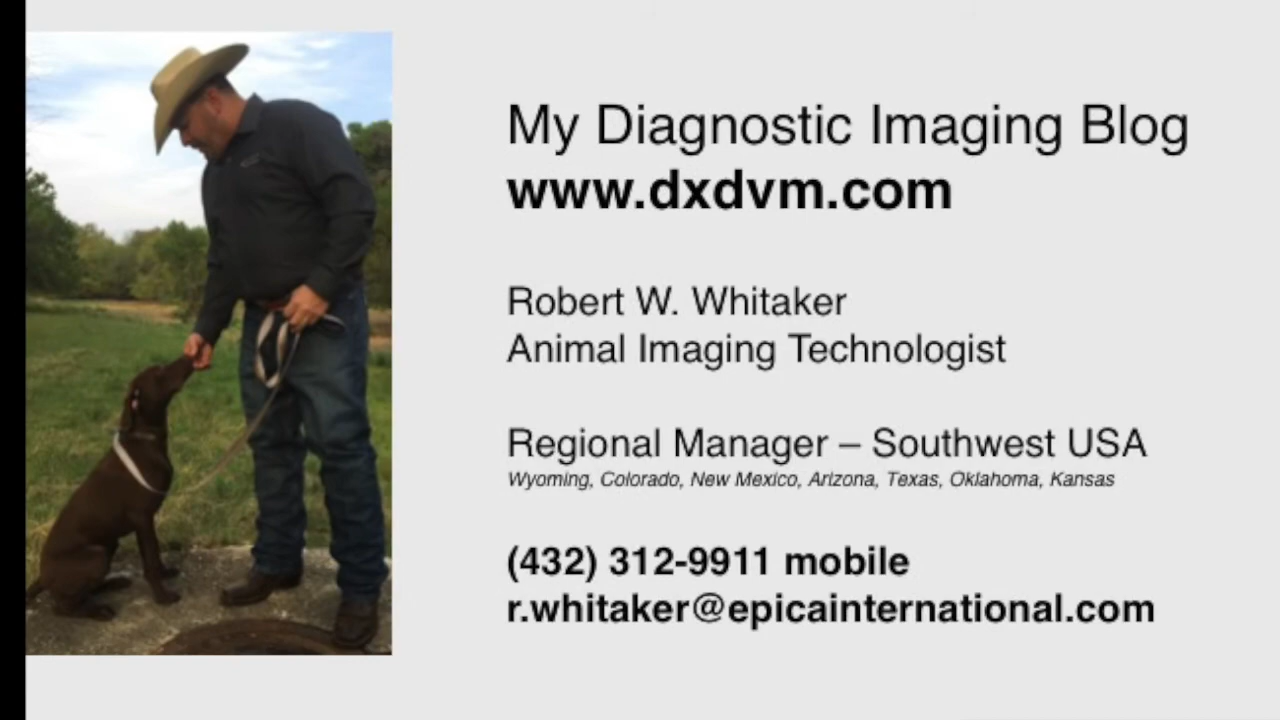 My Diagnostic Imaging Blog
www.dxdvm.com
Robert W. Whitaker
Animal Imaging Technologist
Regional Manager – Southwest USA
Wyoming, Colorado, New Mexico, Arizona, Texas, Oklahoma, Kansas
(432) 312-9911 mobile
r.whitaker@epicainternational.com